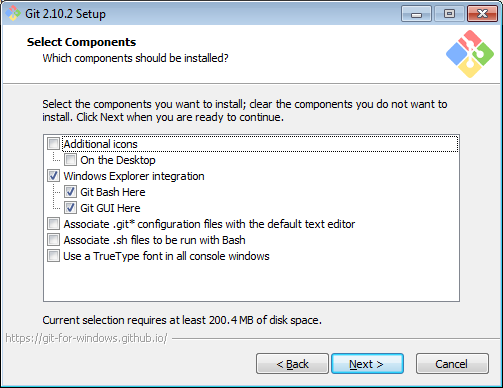 Git 2.10.2 Setup
Select Components
Which components should be installed?
Select the components you want to install; clear the components you do not want to
install. Click Next when you are ready to continue.
Additional icons
On the Desktop
Windows Explorer integration
Git Bash Here
Git GUI Here
Associate .git* configuration files with the default text editor
Associate .sh files to be run with Bash
Use a TrueType font in all console windows
Current selection requires at least 200.4 MB of disk space.
https://git-for-windows.github.io/
< Back
Next >
Cancel